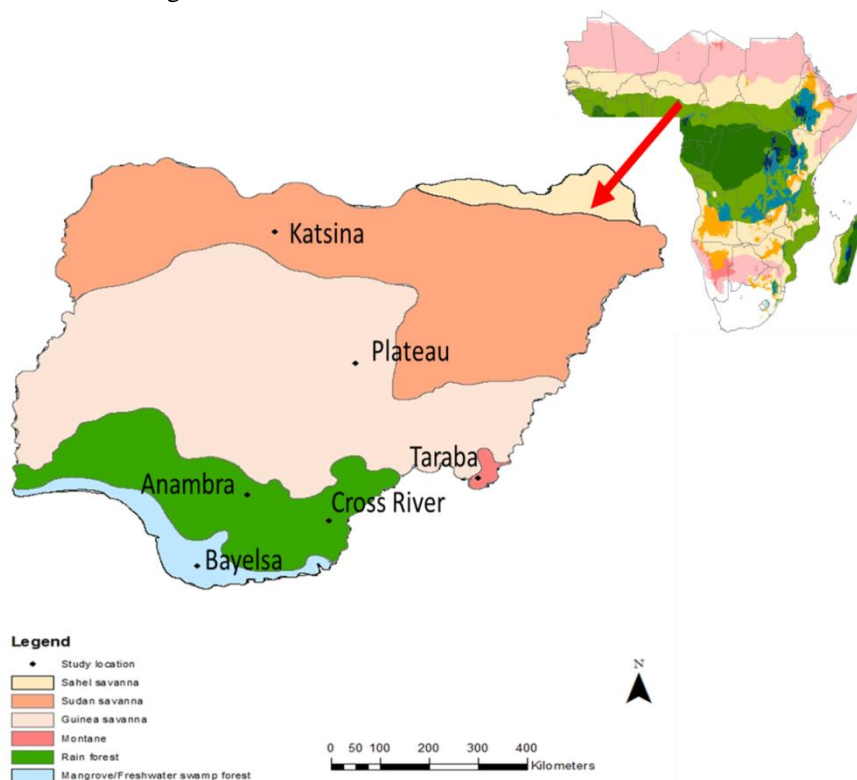 Katsina
Plateau
Taraba
Anambra
Cross River
Bayelsa
Legend
Study location
Sahel savanna
Sudan savanna
Guinea savanna
Montane
Rain forest
Mangrove/Freshwater swamp forest
N
0 50 100 200 300 400
Kilometers